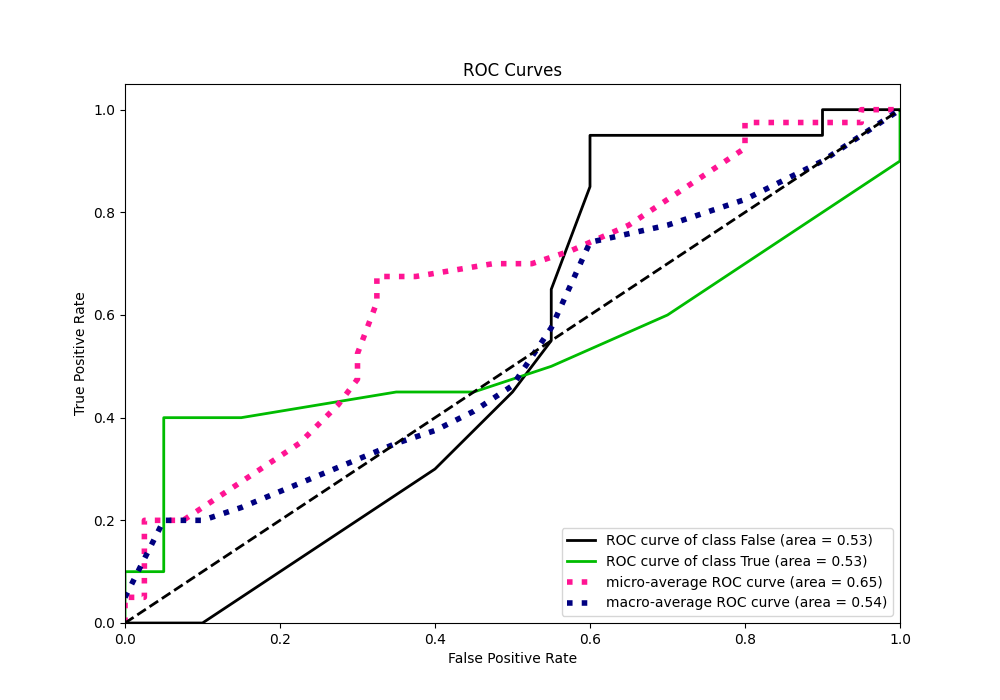 ROC Curves
True Positive Rate
1.0
0.8
0.6
0.4
0.2
0.0
ROC curve of class False (area = 0.53)
ROC curve of class True (area = 0.53)
micro-average ROC curve (area = 0.65)
macro-average ROC curve (area = 0.54)
0.0 0.2 0.4 0.6 0.8 1.0
False Positive Rate